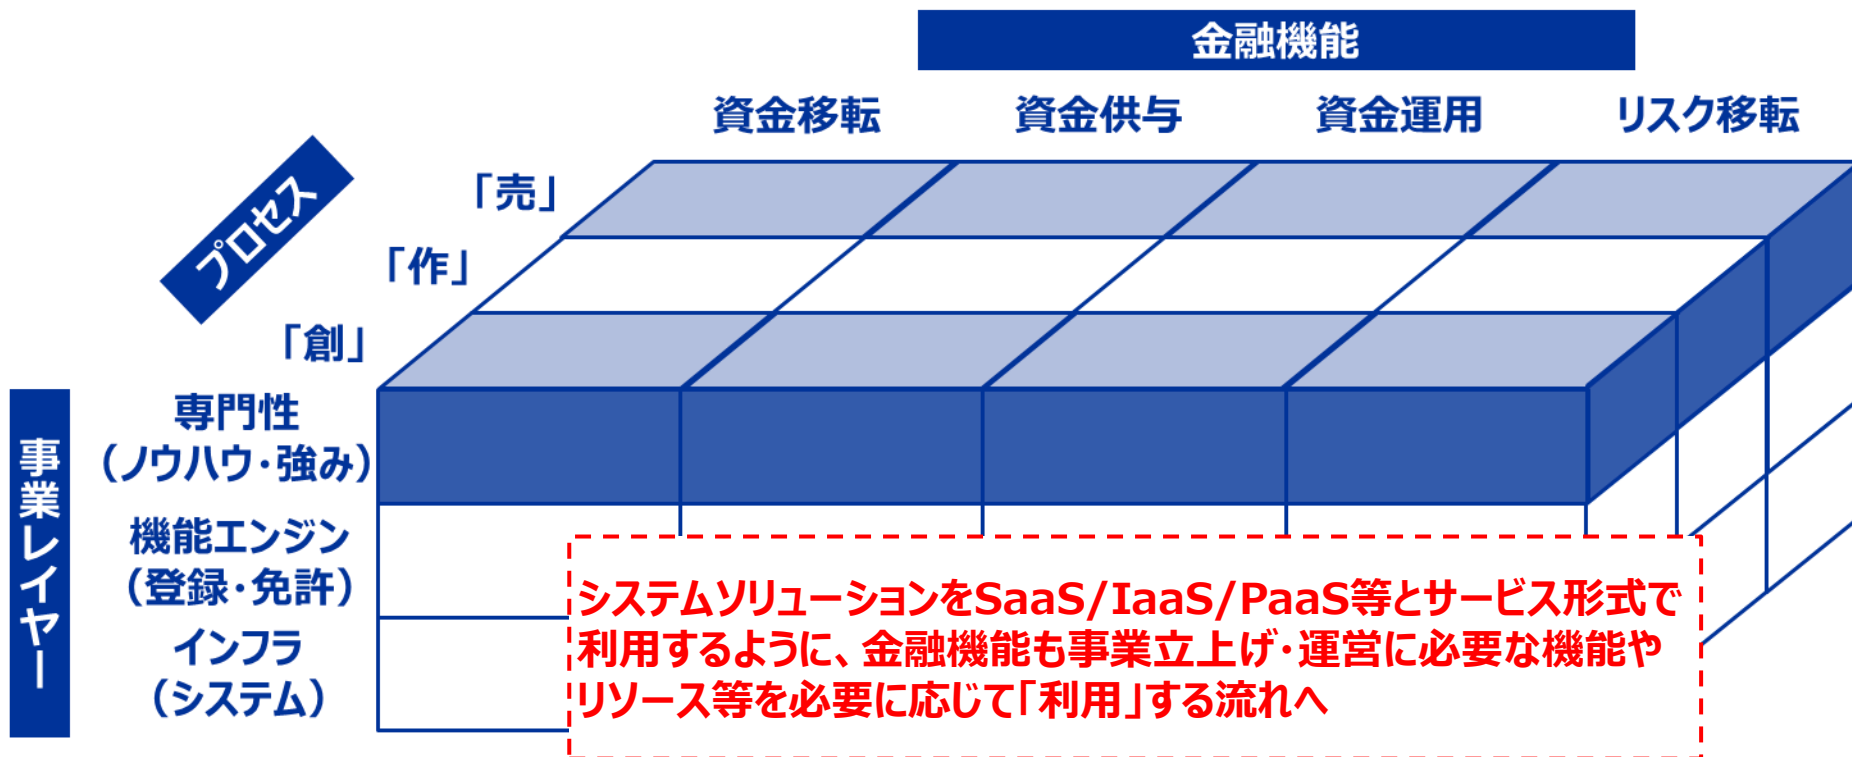 金融機能
資金移転
資金供与
資金運用
リスク移転
プロセス
「売」
「作」
「創」
事業レイヤー
専門性
（ノウハウ・強み）
機能エンジン
（登録・免許）
インフラ
（システム）
システムソリューションをSaaS/IaaS/PaaS等とサービス形式で
利用するように、金融機能も事業立上げ・運営に必要な機能や
リソース等を必要に応じて「利用」する流れへ